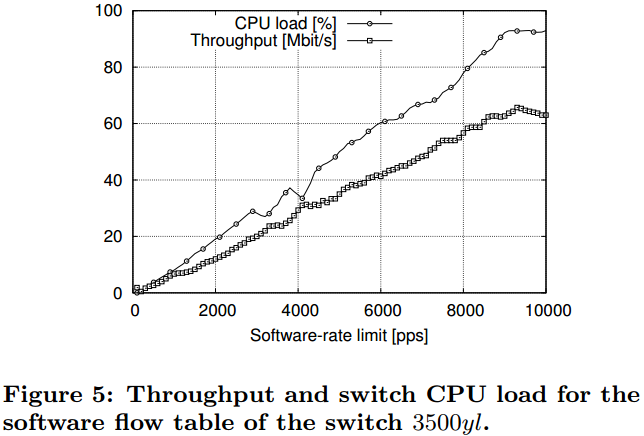 100
80
60
40
20
0
CPU load [%]
Throughput [Mbit/s]
0 2000 4000 6000 8000 10000
Software-rate limit [pps]
Figure 5: Throughput and switch CPU load for the
software flow table of the switch 3500yl.